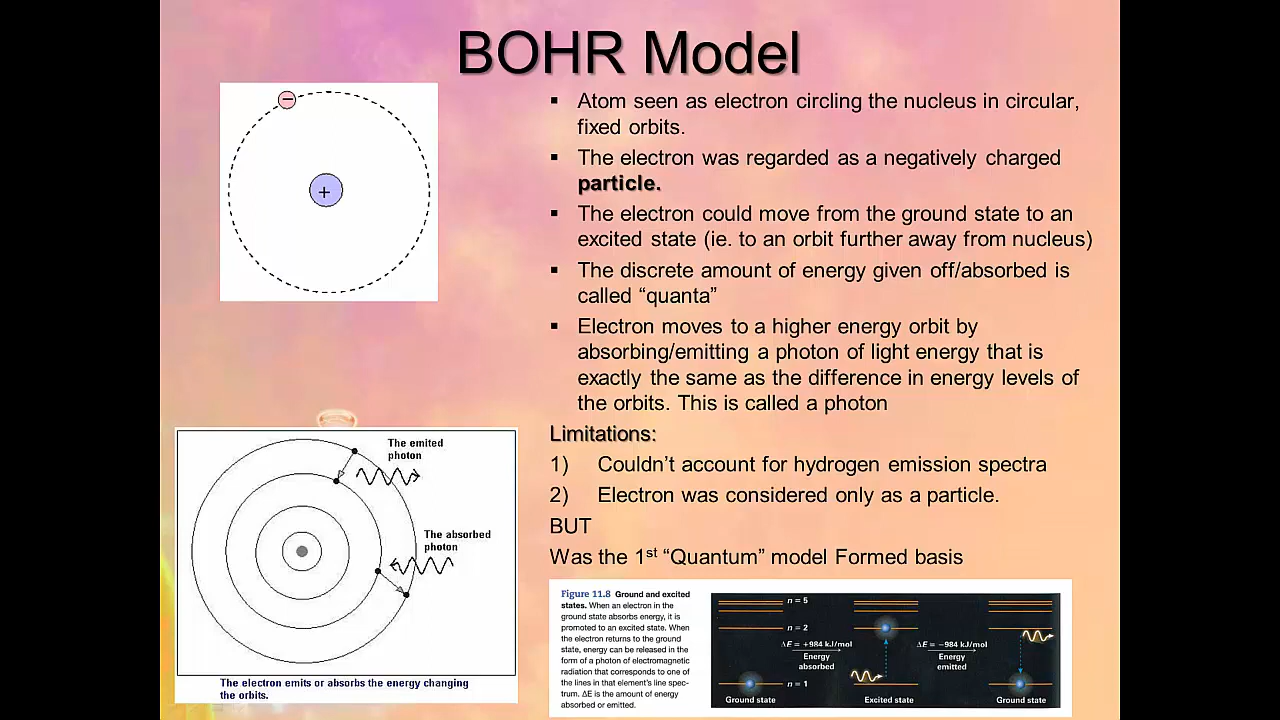 BOHR Model
−
+
▪ Atom seen as electron circling the nucleus in circular,
fixed orbits.
▪ The electron was regarded as a negatively charged
particle.
▪ The electron could move from the ground state to an
excited state (ie. to an orbit further away from nucleus)
▪ The discrete amount of energy given off/absorbed is
called “quanta”
▪ Electron moves to a higher energy orbit by
absorbing/emitting a photon of light energy that is
exactly the same as the difference in energy levels of
the orbits. This is called a photon
Limitations:
1) Couldn’t account for hydrogen emission spectra
2) Electron was considered only as a particle.
BUT
Was the 1st “Quantum” model Formed basis
The emited
photon
The absorbed
photon
The electron emits or absorbs the energy changing
the orbits.
Figure 11.8 Ground and excited
states. When an electron in the
ground state absorbs energy, it is
promoted to an excited state. When
the electron returns to the ground
state, energy can be released in the
form of a photon of electromagnetic
radiation that corresponds to one of
the lines in that element's line spec-
trum. ΔE is the amount of energy
absorbed or emitted.
n = 5
n = 2
ΔE = +984 kJ/mol
Energy
absorbed
ΔE = −984 kJ/mol
Energy
emitted
n = 1
Ground state
Excited state
Ground state